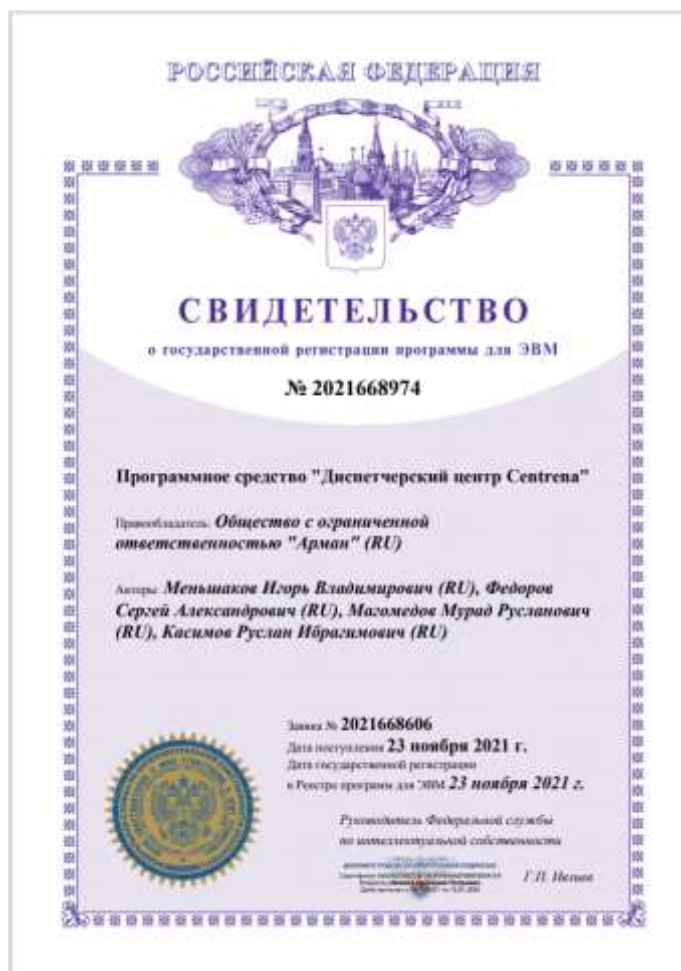 РОССИЙСКАЯ ФЕДЕРАЦИЯ
СВИДЕТЕЛЬСТВО
о государственной регистрации программы для ЭВМ
№ 2021668974
Программное средство "Диспетчерский центр Centrena"
Правообладатель: Общество с ограниченной
ответственностью "Арман" (RU)
Авторы: Меньшаков Игорь Владимирович (RU), Федоров
Сергей Александрович (RU), Магомедов Мурад Русланович
(RU), Касимов Руслан Ибрагимович (RU)
Заявка № 2021668606
Дата поступления 23 ноября 2021 г.
Дата государственной регистрации
в Реестре программ для ЭВМ 23 ноября 2021 г.
Руководитель Федеральной службы
по интеллектуальной собственности
Г.П. Ивлиев